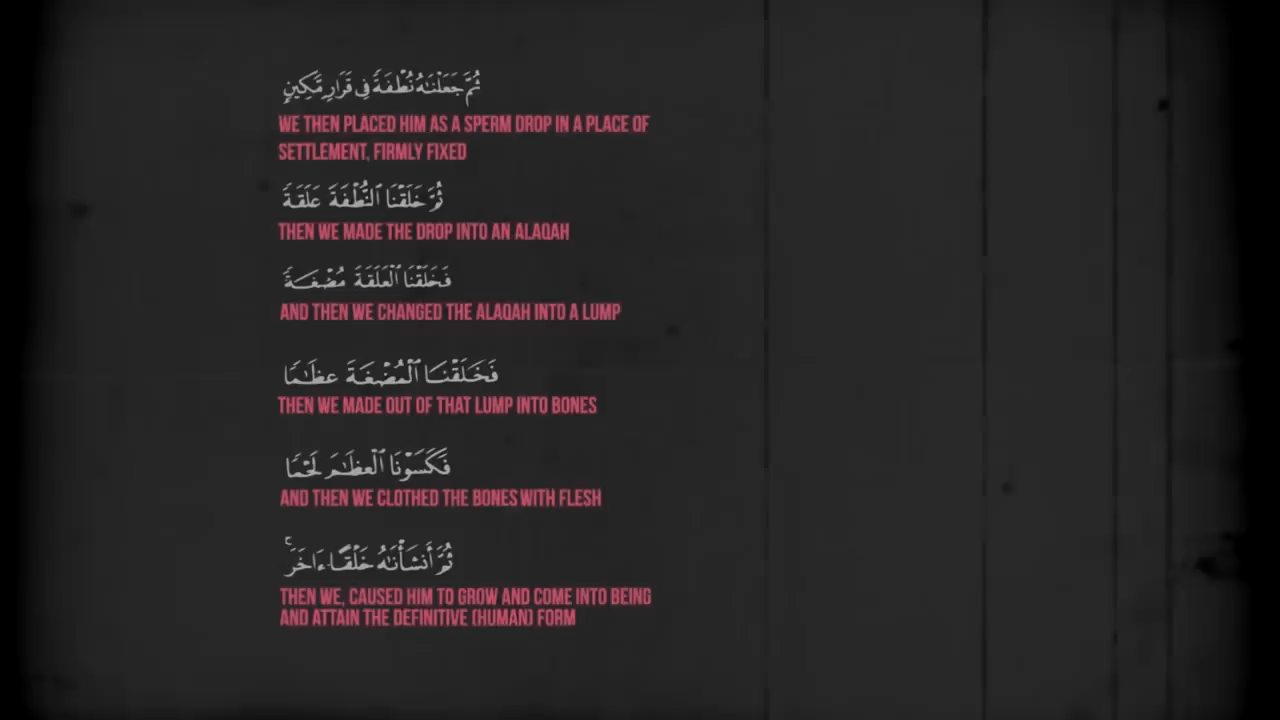 ثُمَّ جَعَلْنَـٰهُ نُطْفَةً فِى قَرَارٍ مَّكِينٍ
WE THEN PLACED HIM AS A SPERM DROP IN A PLACE OF
SETTLEMENT, FIRMLY FIXED
ثُمَّ خَلَقْنَا ٱلنُّطْفَةَ عَلَقَةً
THEN WE MADE THE DROP INTO AN ALAQAH
فَخَلَقْنَا ٱلْعَلَقَةَ مُضْغَةً
AND THEN WE CHANGED THE ALAQAH INTO A LUMP
فَخَلَقْنَا ٱلْمُضْغَةَ عِظَـٰمًا
THEN WE MADE OUT OF THAT LUMP INTO BONES
فَكَسَوْنَا ٱلْعِظَـٰمَ لَحْمًا
AND THEN WE CLOTHED THE BONES WITH FLESH
ثُمَّ أَنشَأْنَـٰهُ خَلْقًا ءَاخَرَ ۚ
THEN WE, CAUSED HIM TO GROW AND COME INTO BEING
AND ATTAIN THE DEFINITIVE (HUMAN) FORM